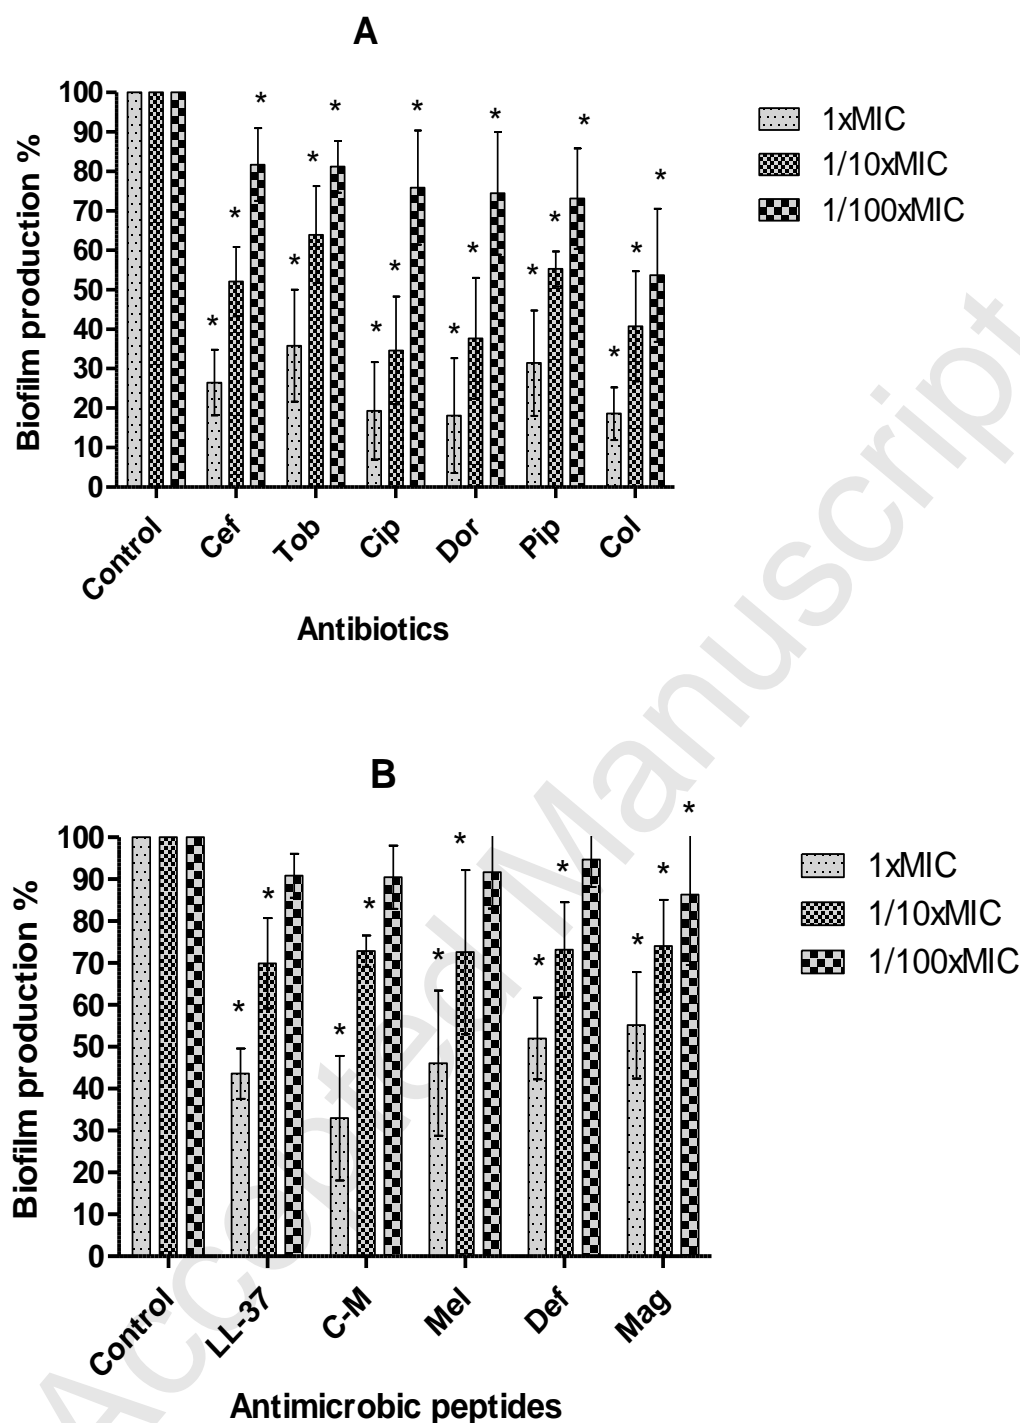 A
100
90
80
70
60
50
40
30
20
10
0
Biofilm production %
* * * * * * * * * * * * * * * * * *
1xMIC
1/10xMIC
1/100xMIC
Control Cef Tob Cip Dor Pip Col
Antibiotics
B
100
90
80
70
60
50
40
30
20
10
0
Biofilm production %
* * * * * * * * * * *
1xMIC
1/10xMIC
1/100xMIC
Control LL-37 C-M Mel Def Mag
Antimicrobic peptides
Accepted Manuscript